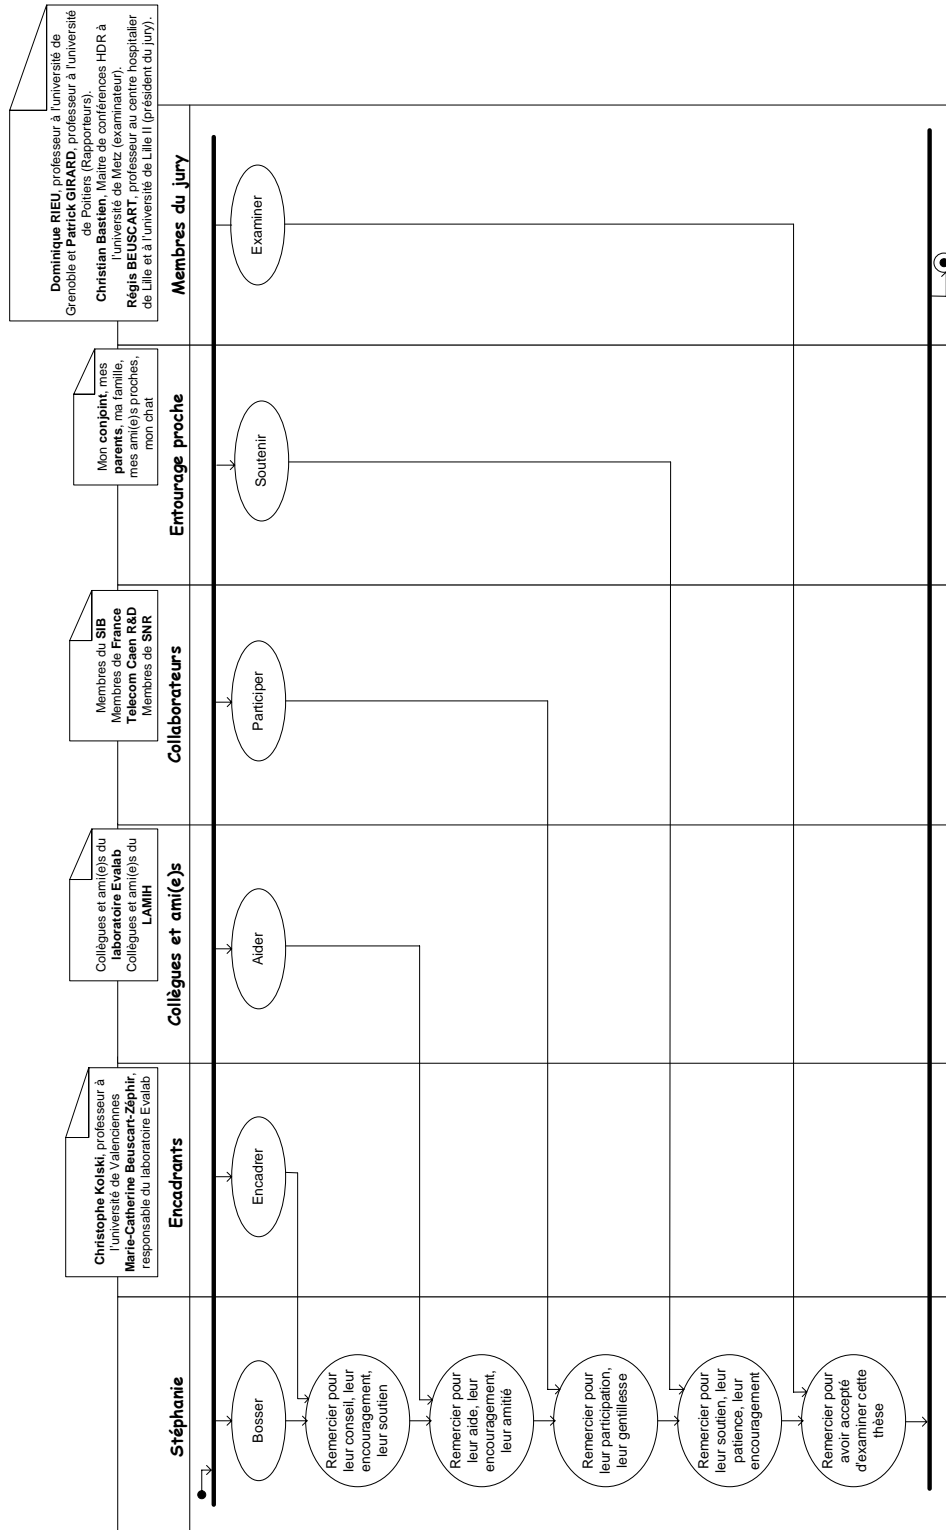 Christophe Kolski, professeur à
l'université de Valenciennes
Marie-Catherine Beuscart-Zéphir,
responsable du laboratoire Evalab
Collègues et ami(e)s du
laboratoire Evalab
Collègues et ami(e)s du
LAMIH
Membres du SIB
Membres de France
Telecom Caen R&D
Membres de SNR
Mon conjoint, mes
parents, ma famille,
mes ami(e)s proches,
mon chat
Dominique RIEU, professeur à l'université de
Grenoble et Patrick GIRARD, professeur à l'université
de Poitiers (Rapporteurs).
Christian Bastien, Maitre de conférences HDR à
l'université de Metz (examinateur).
Régis BEUSCART, professeur au centre hospitalier
de Lille et à l'université de Lille II (président du jury).
Stéphanie
Encadrants
Collègues et ami(e)s
Collaborateurs
Entourage proche
Membres du jury
Bosser
Encadrer
Aider
Participer
Soutenir
Examiner
Remercier pour
leur conseil, leur
encouragement,
leur soutien
Remercier pour
leur aide, leur
encouragement,
leur amitié
Remercier pour
leur participation,
leur gentillesse
Remercier pour
leur soutien, leur
patience, leur
encouragement
Remercier pour
avoir accepté
d'examiner cette
thèse